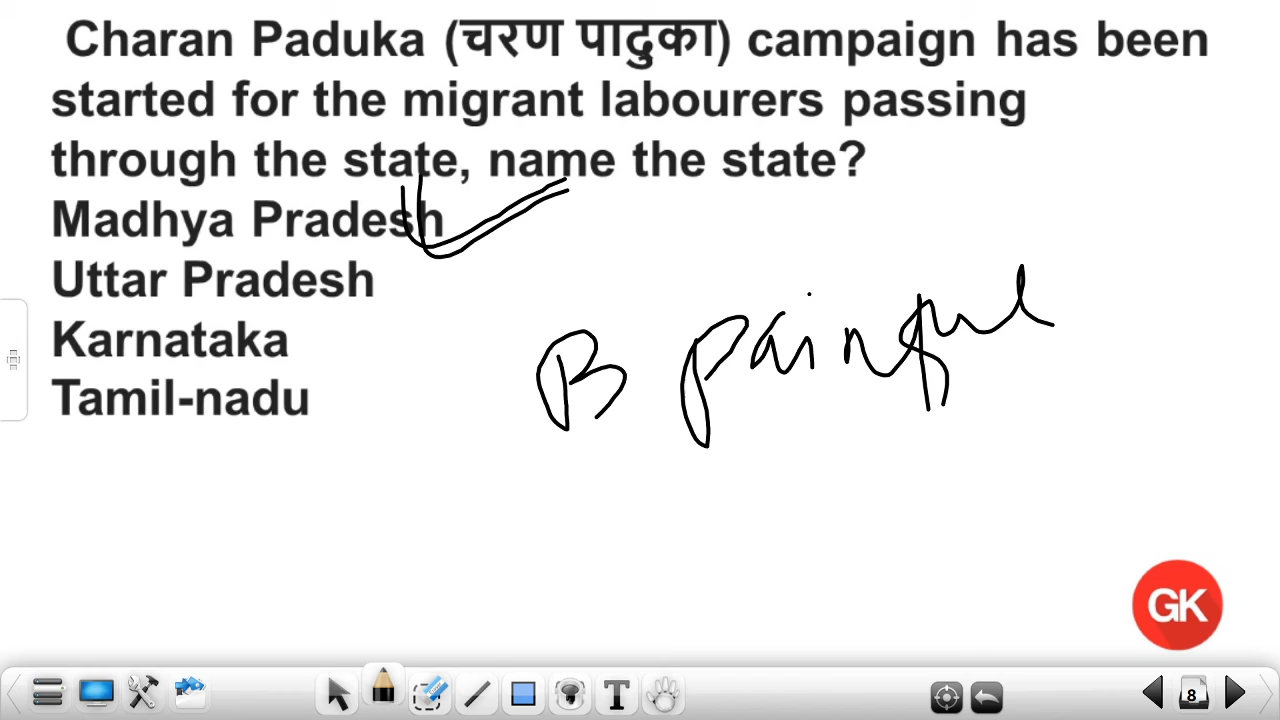 Charan Paduka (चरण पादुका) campaign has been
started for the migrant labourers passing
through the state, name the state?
Madhya Pradesh
Uttar Pradesh
Karnataka
Tamil-nadu
B painful
GK
T
8